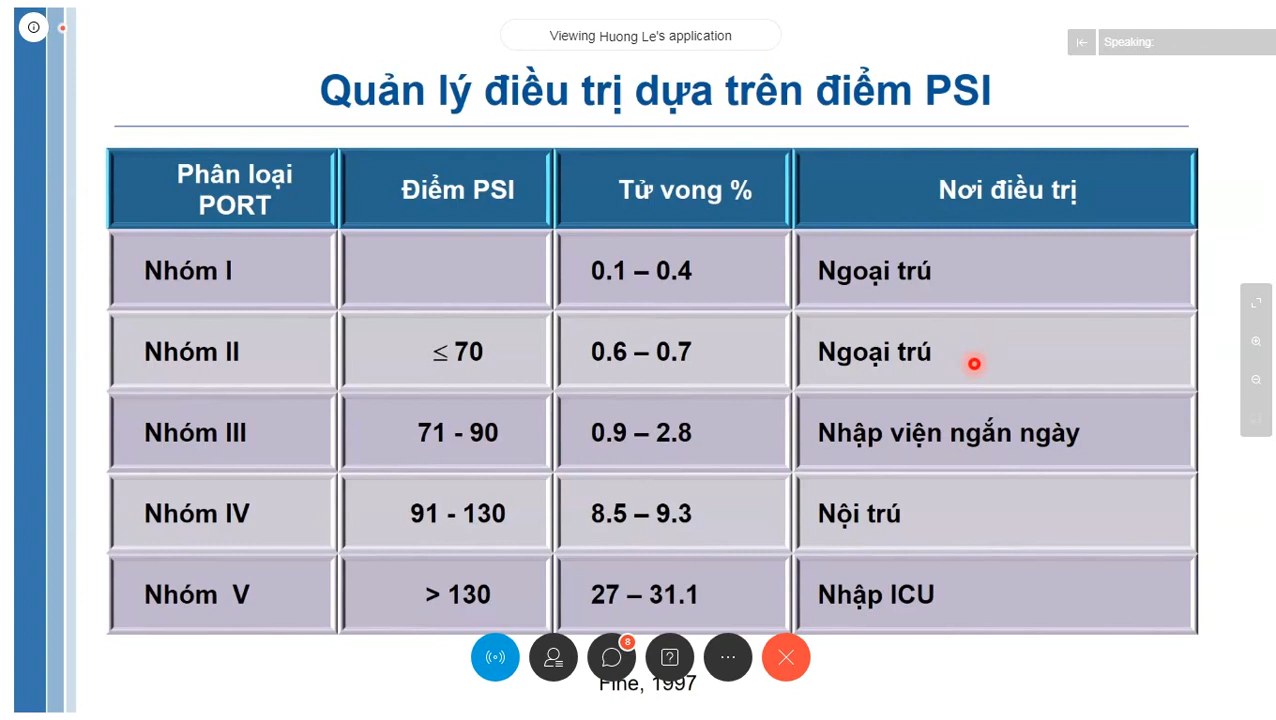 Viewing Huong Le's application
Speaking:
Quản lý điều trị dựa trên điểm PSI
Phân loại
PORT
Điểm PSI
Tử vong %
Nơi điều trị
Nhóm I
0.1 – 0.4
Ngoại trú
Nhóm II
≤ 70
0.6 – 0.7
Ngoại trú
Nhóm III
71 - 90
0.9 – 2.8
Nhập viện ngắn ngày
Nhóm IV
91 - 130
8.5 – 9.3
Nội trú
Nhóm V
> 130
27 – 31.1
Nhập ICU
8
Fine, 1997